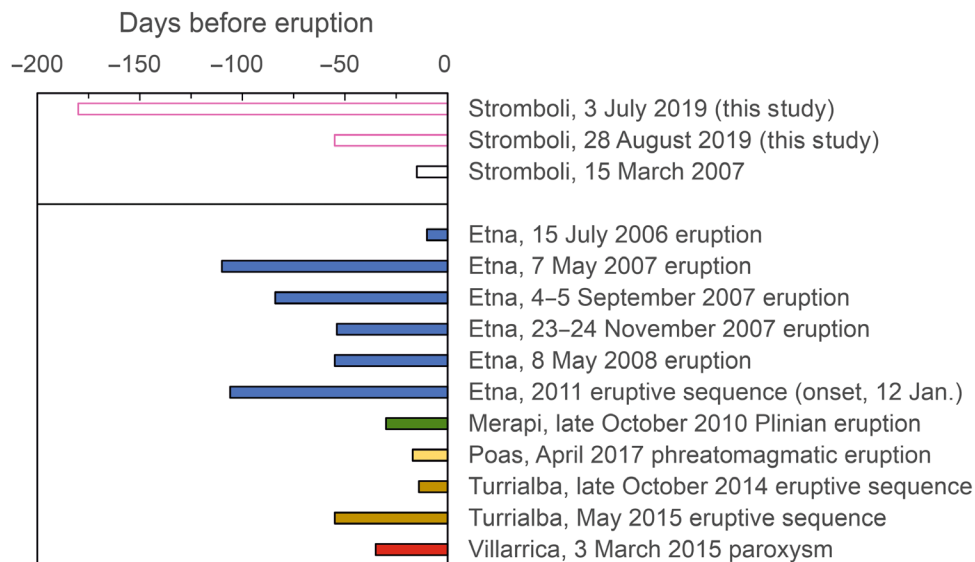 Days before eruption
−200 −150 −100 −50 0
Stromboli, 3 July 2019 (this study)
Stromboli, 28 August 2019 (this study)
Stromboli, 15 March 2007
Etna, 15 July 2006 eruption
Etna, 7 May 2007 eruption
Etna, 4–5 September 2007 eruption
Etna, 23–24 November 2007 eruption
Etna, 8 May 2008 eruption
Etna, 2011 eruptive sequence (onset, 12 Jan.)
Merapi, late October 2010 Plinian eruption
Poas, April 2017 phreatomagmatic eruption
Turrialba, late October 2014 eruptive sequence
Turrialba, May 2015 eruptive sequence
Villarrica, 3 March 2015 paroxysm